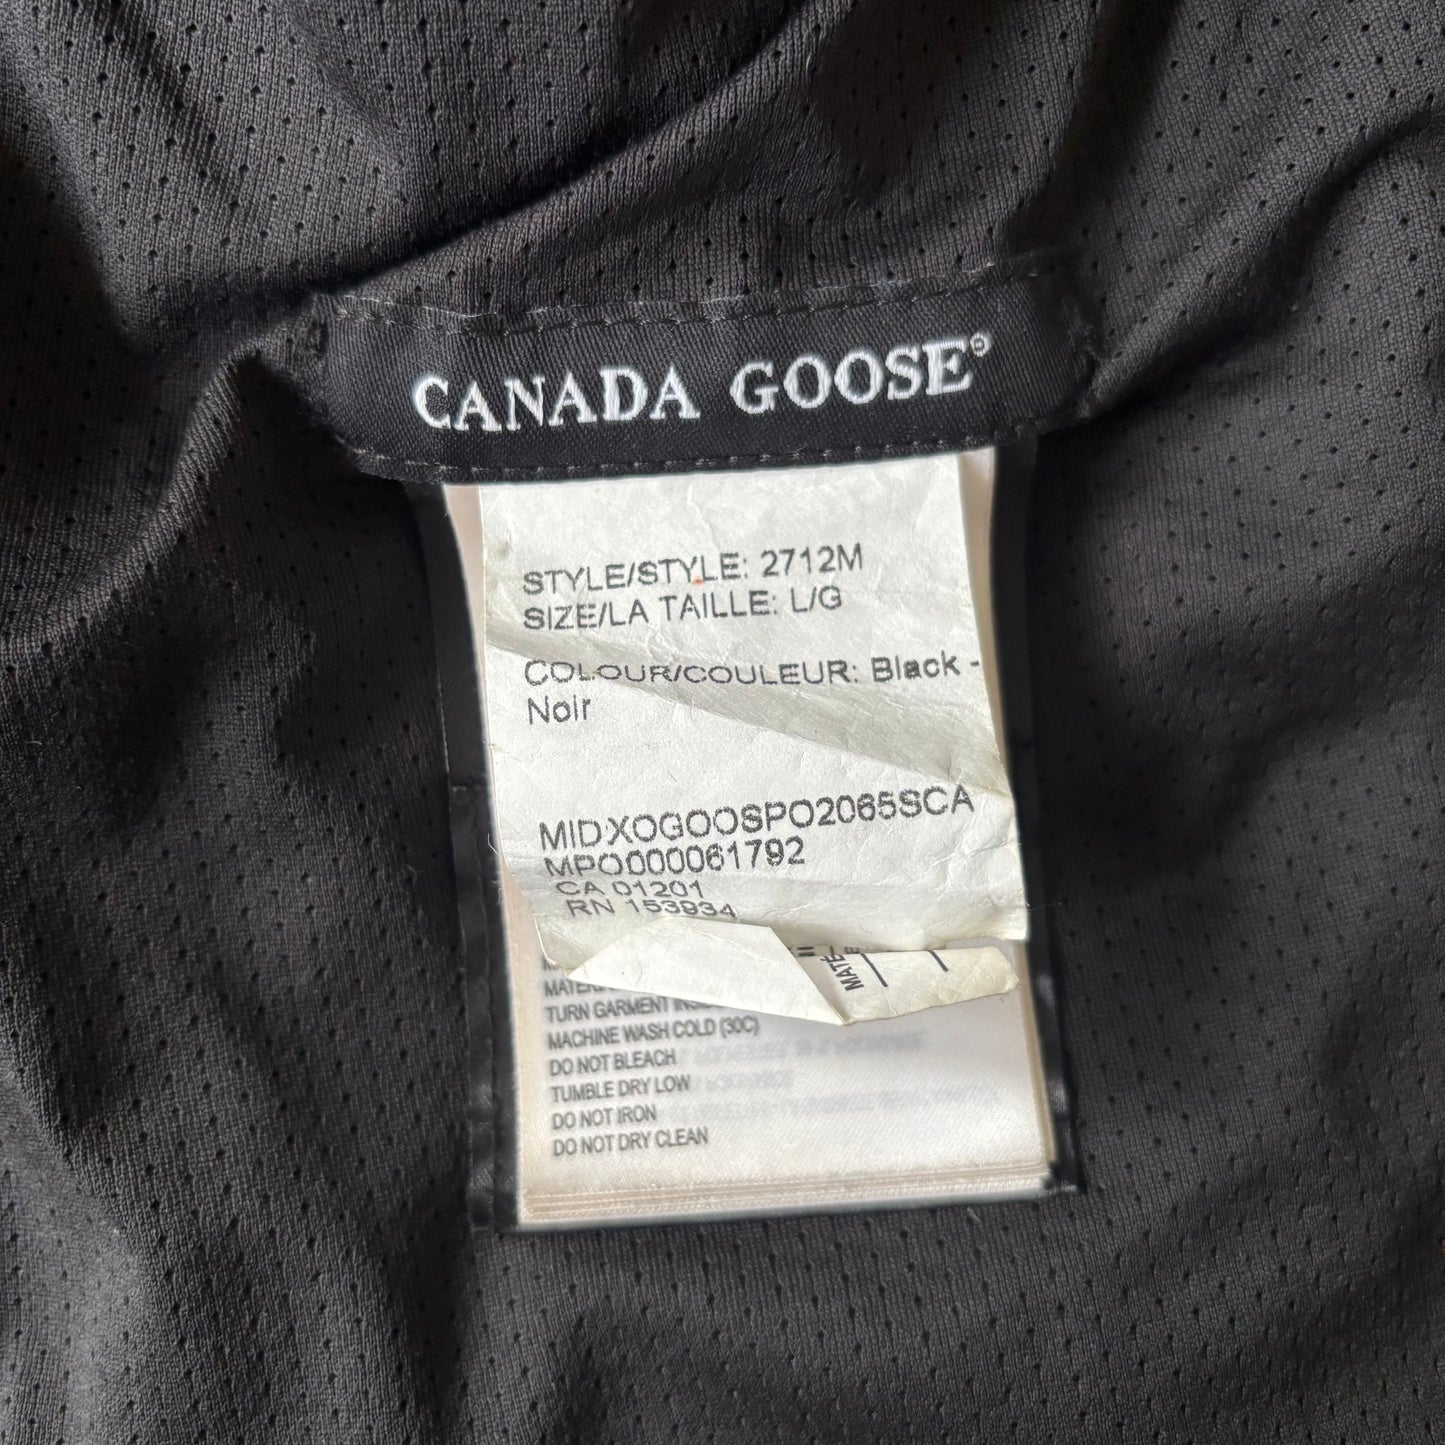 CANADA GOOSE®
STYLE/STYLE: 2712M
SIZE/LA TAILLE: L/G
COLOUR/COULEUR: Black -
Noir
MIDXOGOOSPO2065SCA
MPO000061792
CA 01201
RN 153934
TURN GARMENT
MACHINE WASH COLD (30C)
DO NOT BLEACH
TUMBLE DRY LOW
DO NOT IRON
DO NOT DRY CLEAN